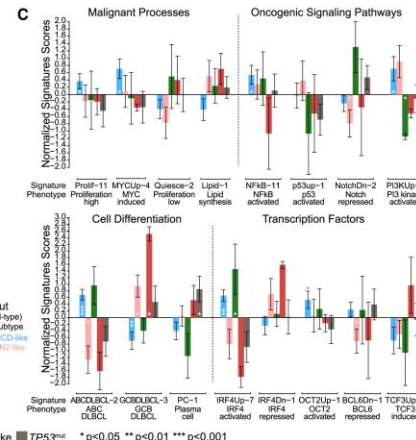 C
Malignant Processes
Oncogenic Signaling Pathways
Normalized Signatures Scores
2.0
1.8
1.6
1.4
1.2
1.0
0.8
0.6
0.4
0.2
0.0
-0.2
-0.4
-0.6
-0.8
-1.0
-1.2
-1.4
-1.6
-1.8
-2.0
Signature Prolif-11 MYCUp-4 Quiesce-2 Lipid-1 NFkB-11 p53up-1 NotchDn-2 PI3KUp-
Phenotype Proliferation MYC Proliferation Lipid NFkB p53 Notch PI3 kinas
high induced low synthesis activated activated repressed activate
Cell Differentiation
Transcription Factors
Normalized Signatures Scores
3.0
2.8
2.6
2.4
2.2
2.0
1.8
1.6
1.4
1.2
1.0
0.8
0.6
0.4
0.2
0.0
-0.2
-0.4
-0.6
-0.8
-1.0
-1.2
-1.4
-1.6
-1.8
-2.0
ut
-type)
ubtype
CD-like
N2-like
Signature ABCDLBCL-2 GCBDLBCL-3 PC-1 IRF4Up-7 IRF4Dn-1 OCT2Up-1 BCL6Dn-1 TCF3Up
Phenotype ABC GCB Plasma IRF4 IRF4 OCT2 BCL6 TCF3
DLBCL DLBCL cell activated repressed activated repressed induce
ke TP53mut *p<0.05 **p<0.01 ***p<0.001